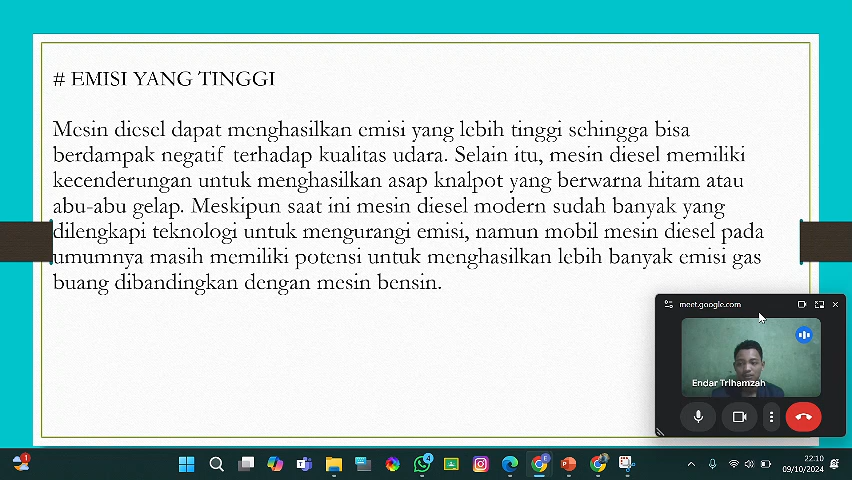 # EMISI YANG TINGGI
Mesin diesel dapat menghasilkan emisi yang lebih tinggi sehingga bisa
berdampak negatif terhadap kualitas udara. Selain itu, mesin diesel memiliki
kecenderungan untuk menghasilkan asap knalpot yang berwarna hitam atau
abu-abu gelap. Meskipun saat ini mesin diesel modern sudah banyak yang
dilengkapi teknologi untuk mengurangi emisi, namun mobil mesin diesel pada
umumnya masih memiliki potensi untuk menghasilkan lebih banyak emisi gas
buang dibandingkan dengan mesin bensin.
meet.google.com
Endar Trihamzah
1
4
E
22:10
09/10/2024